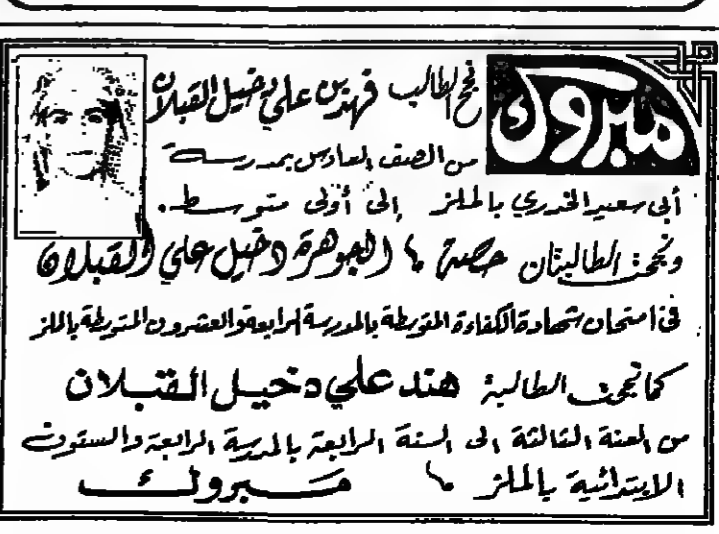 مبروك
نجح الطالب فهد بن علي دخيل القبلان
من الصف السادس بمدرسة
أبي سعيد الخدري بالملز إلى أولى متوسط.
ونجحت الطالبتان حصة، الجوهرة دخيل علي القبلان
في امتحان شهادة الكفاءة المتوسطة بالمدرسة الرابعة والعشرون المتوسطة بالملز
كما نجحت الطالبة هند علي دخيل القبلان
من السنة الثالثة الى السنة الرابعة بالمدرسة الرابعة والستون
الابتدائية بالملز، مبروك